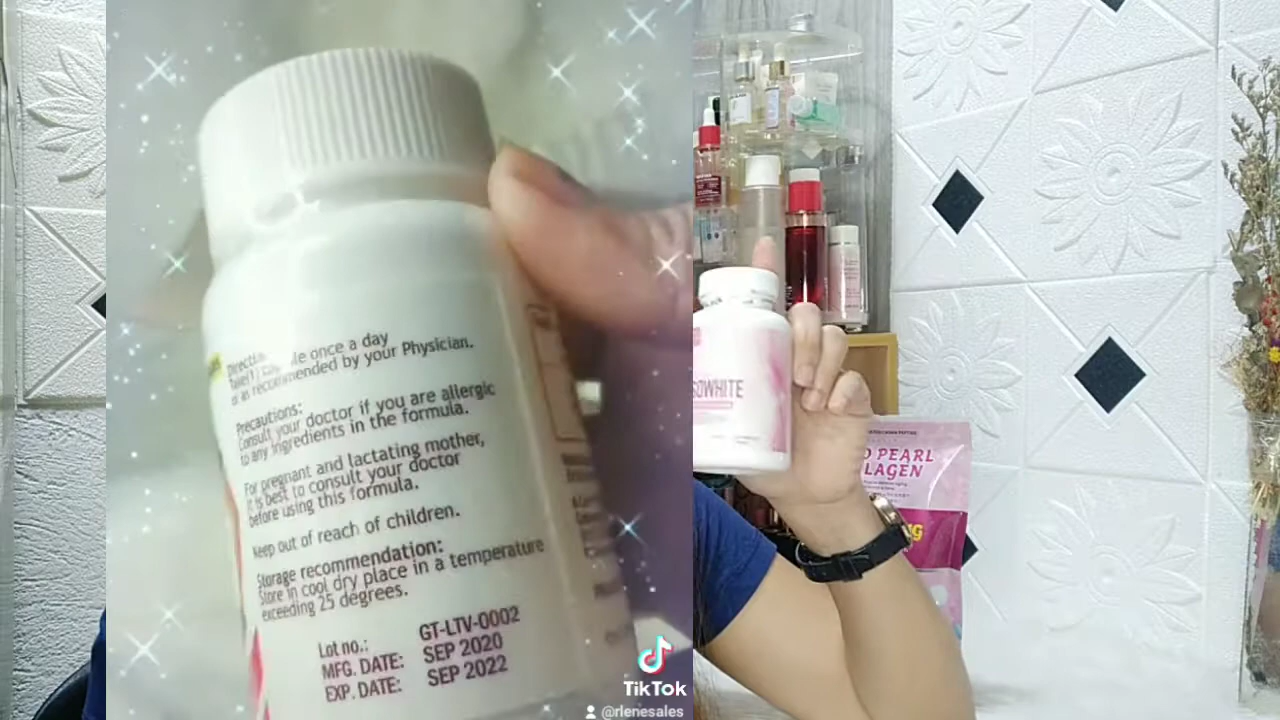 once a day
or as recommended by your Physician.
Precautions:
Consult your doctor if you are allergic
to any ingredients in the formula.
For pregnant and lactating mother,
it is best to consult your doctor
before using this formula.
Keep out of reach of children.
Storage recommendation:
Store in cool dry place in a temperature
exceeding 25 degrees.
Lot no.: GT-LTV-0002
MFG. DATE: SEP 2020
EXP. DATE: SEP 2022
TikTok
@rlenesales
OWHITE
PEARL
LAGEN